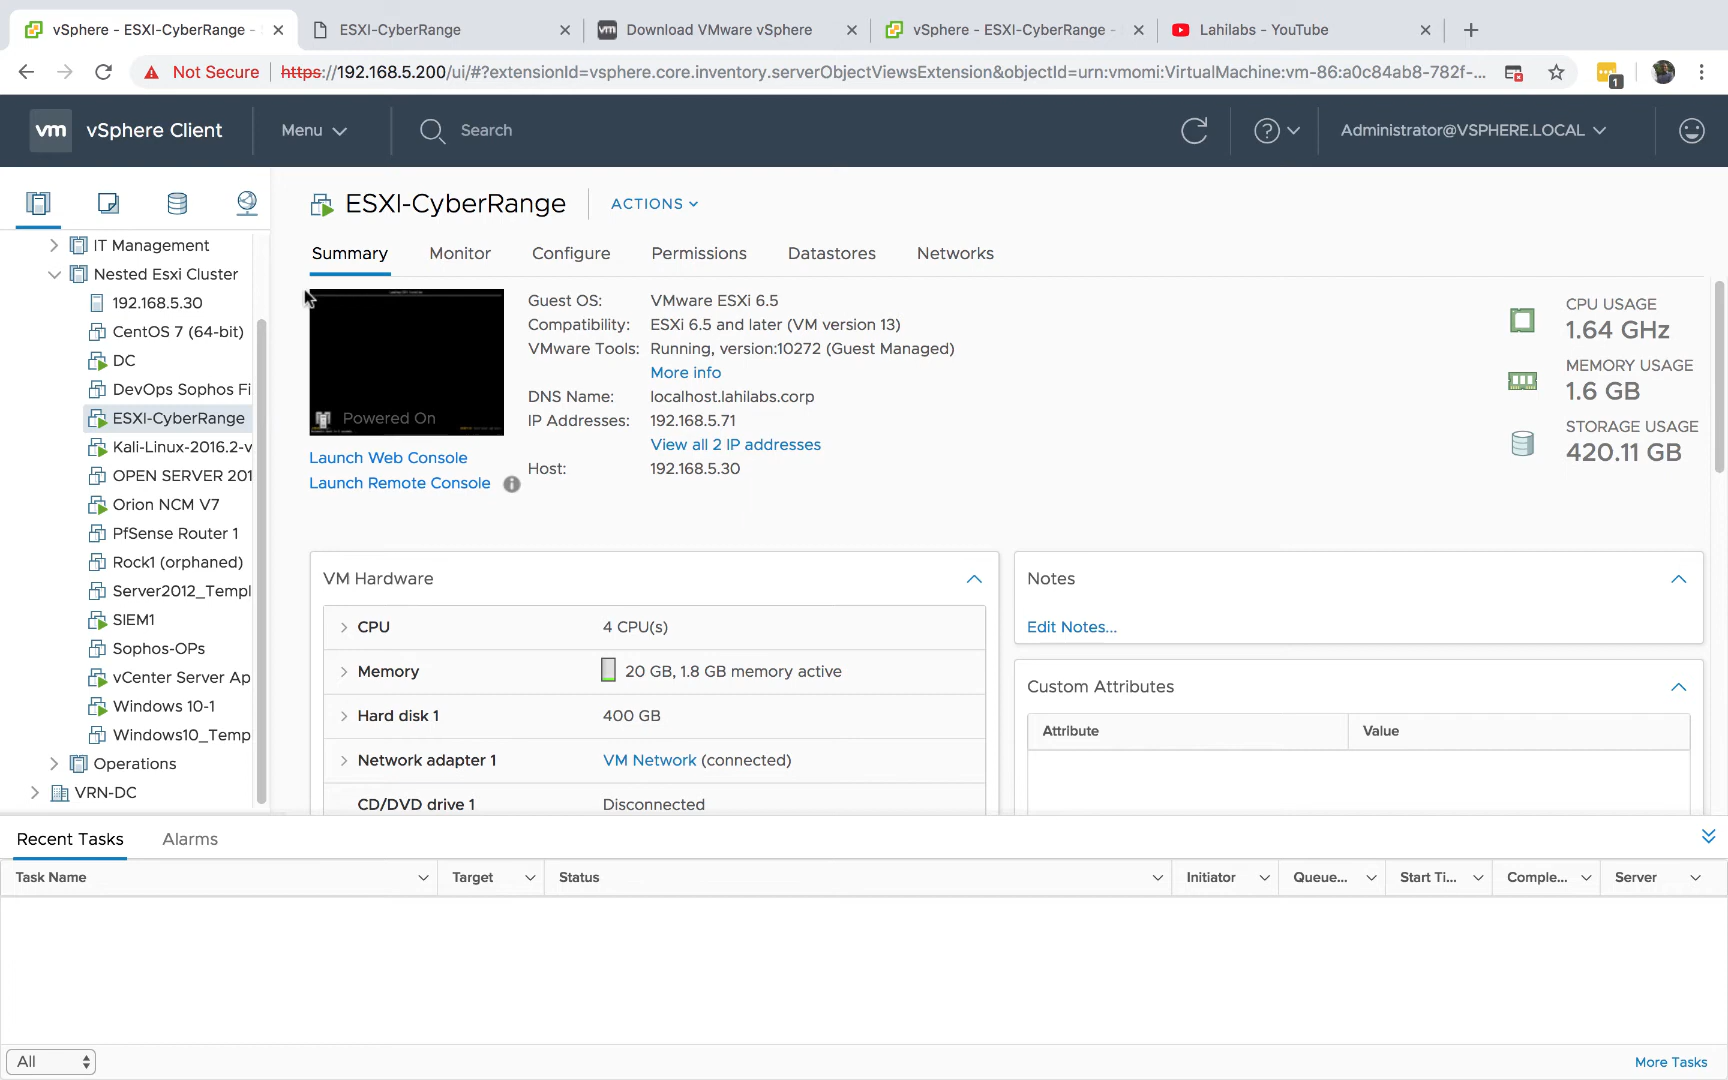 vSphere - ESXI-CyberRange -
ESXI-CyberRange
Download VMware vSphere
vSphere - ESXI-CyberRange -
Lahilabs - YouTube
Not Secure
https://192.168.5.200/ui/#?extensionId=vsphere.core.inventory.serverObjectViewsExtension&objectId=urn:vmomi:VirtualMachine:vm-86:a0c84ab8-782f-...
1
vm vSphere Client
Menu
Search
Administrator@VSPHERE.LOCAL
IT Management
Nested Esxi Cluster
192.168.5.30
CentOS 7 (64-bit)
DC
DevOps Sophos Fi
ESXI-CyberRange
Kali-Linux-2016.2-v
OPEN SERVER 201
Orion NCM V7
PfSense Router 1
Rock1 (orphaned)
Server2012_Templ
SIEM1
Sophos-OPs
vCenter Server Ap
Windows 10-1
Windows10_Temp
Operations
VRN-DC
ESXI-CyberRange
ACTIONS
Summary
Monitor
Configure
Permissions
Datastores
Networks
Powered On
Launch Web Console
Launch Remote Console
Guest OS: VMware ESXi 6.5
Compatibility: ESXi 6.5 and later (VM version 13)
VMware Tools: Running, version:10272 (Guest Managed)
More info
DNS Name: localhost.lahilabs.corp
IP Addresses: 192.168.5.71
View all 2 IP addresses
Host: 192.168.5.30
CPU USAGE
1.64 GHz
MEMORY USAGE
1.6 GB
STORAGE USAGE
420.11 GB
VM Hardware
CPU 4 CPU(s)
Memory 20 GB, 1.8 GB memory active
Hard disk 1 400 GB
Network adapter 1 VM Network (connected)
CD/DVD drive 1 Disconnected
Notes
Edit Notes...
Custom Attributes
Attribute Value
Recent Tasks
Alarms
Task Name
Target
Status
Initiator
Queue...
Start Ti...
Comple...
Server
All
More Tasks